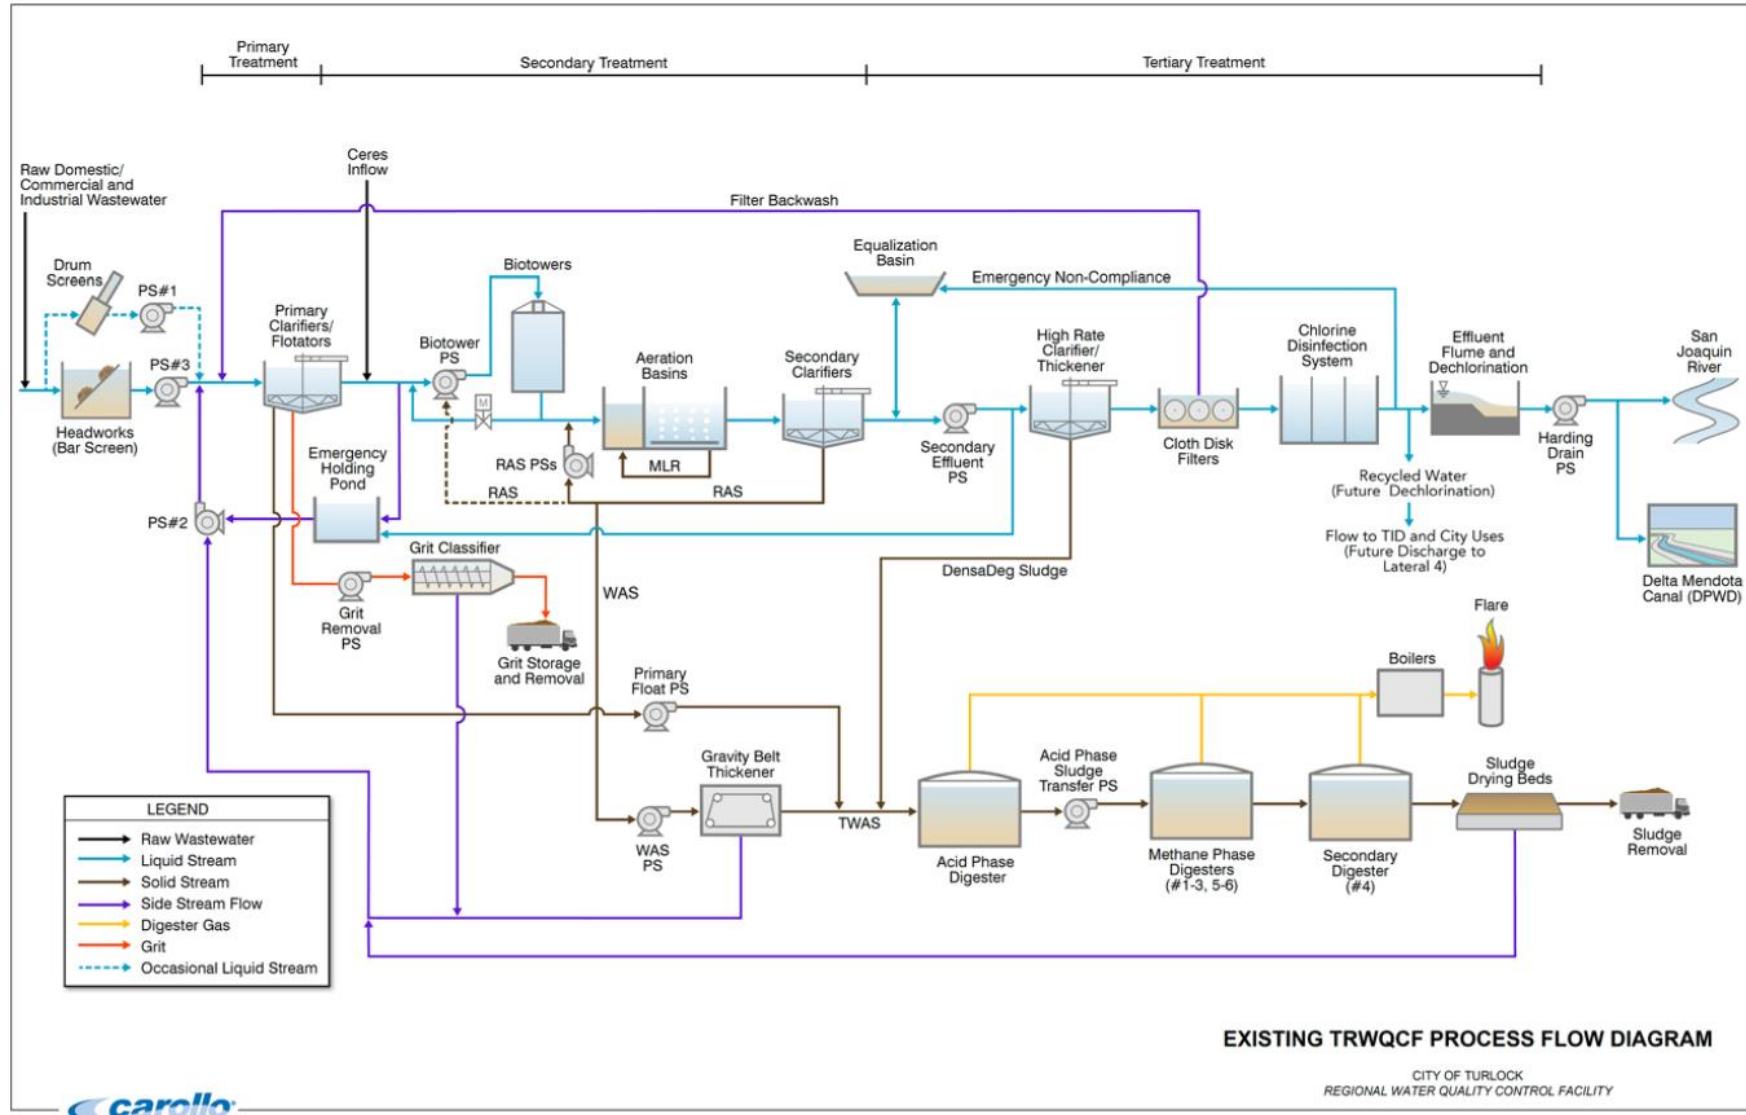 Primary
Treatment
Secondary Treatment
Tertiary Treatment
Raw Domestic/
Commercial and
Industrial Wastewater
Ceres
Inflow
Filter Backwash
Drum
Screens
PS#1
PS#3
Headworks
(Bar Screen)
Primary
Clarifiers/
Flotators
Biotower
PS
Biotowers
M
Aeration
Basins
Secondary
Clarifiers
Equalization
Basin
Emergency Non-Compliance
High Rate
Clarifier/
Thickener
Chlorine
Disinfection
System
Effluent
Flume and
Dechlorination
San
Joaquin
River
Emergency
Holding
Pond
PS#2
RAS PSs
MLR
RAS
RAS
Secondary
Effluent
PS
Cloth Disk
Filters
Harding
Drain
PS
Recycled Water
(Future Dechlorination)
Flow to TID and City Uses
(Future Discharge to
Lateral 4)
Delta Mendota
Canal (DPWD)
Grit Classifier
Grit
Removal
PS
Grit Storage
and Removal
WAS
DensaDeg Sludge
Primary
Float PS
Gravity Belt
Thickener
WAS
PS
TWAS
Acid Phase
Digester
Acid Phase
Sludge
Transfer PS
Methane Phase
Digesters
(#1-3, 5-6)
Secondary
Digester
(#4)
Boilers
Flare
Sludge
Drying Beds
Sludge
Removal
LEGEND
Raw Wastewater
Liquid Stream
Solid Stream
Side Stream Flow
Digester Gas
Grit
Occasional Liquid Stream
EXISTING TRWQCF PROCESS FLOW DIAGRAM
CITY OF TURLOCK
REGIONAL WATER QUALITY CONTROL FACILITY
carollo